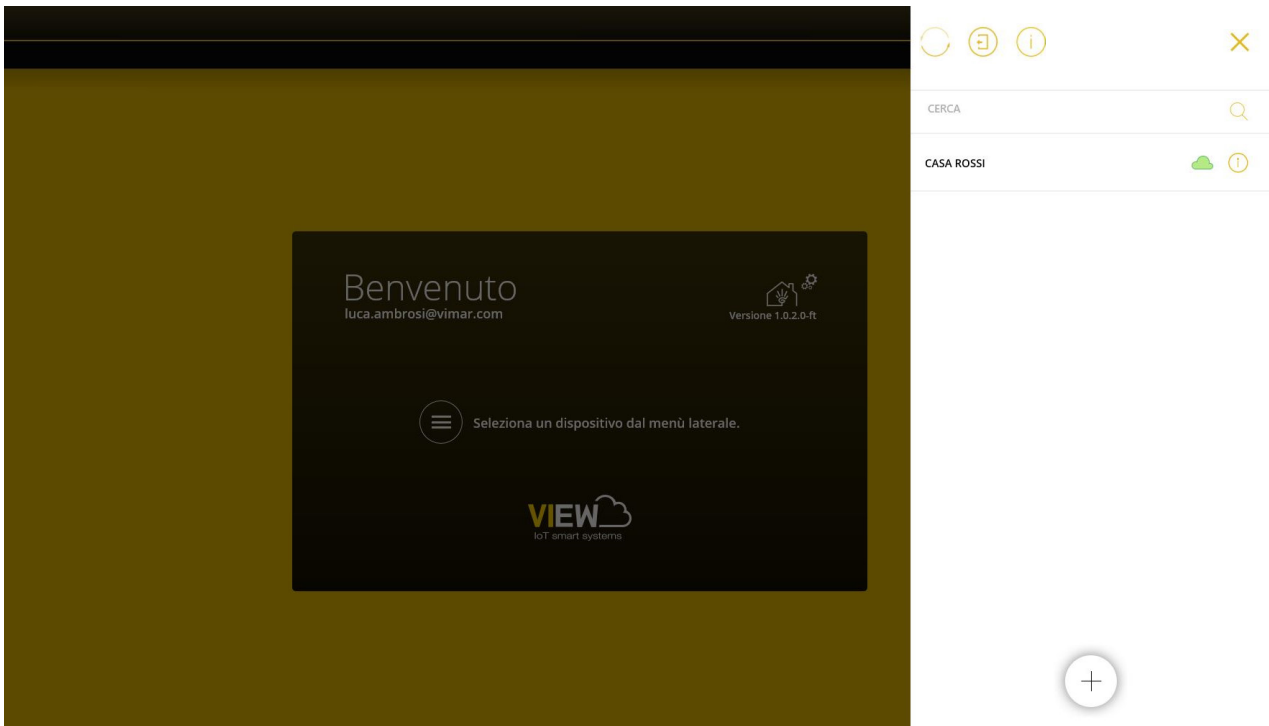 CERCA
CASA ROSSI
Benvenuto
luca.ambrosi@vimar.com
Versione 1.0.2.0-ft
Seleziona un dispositivo dal menù laterale.
VIEW
IoT smart systems